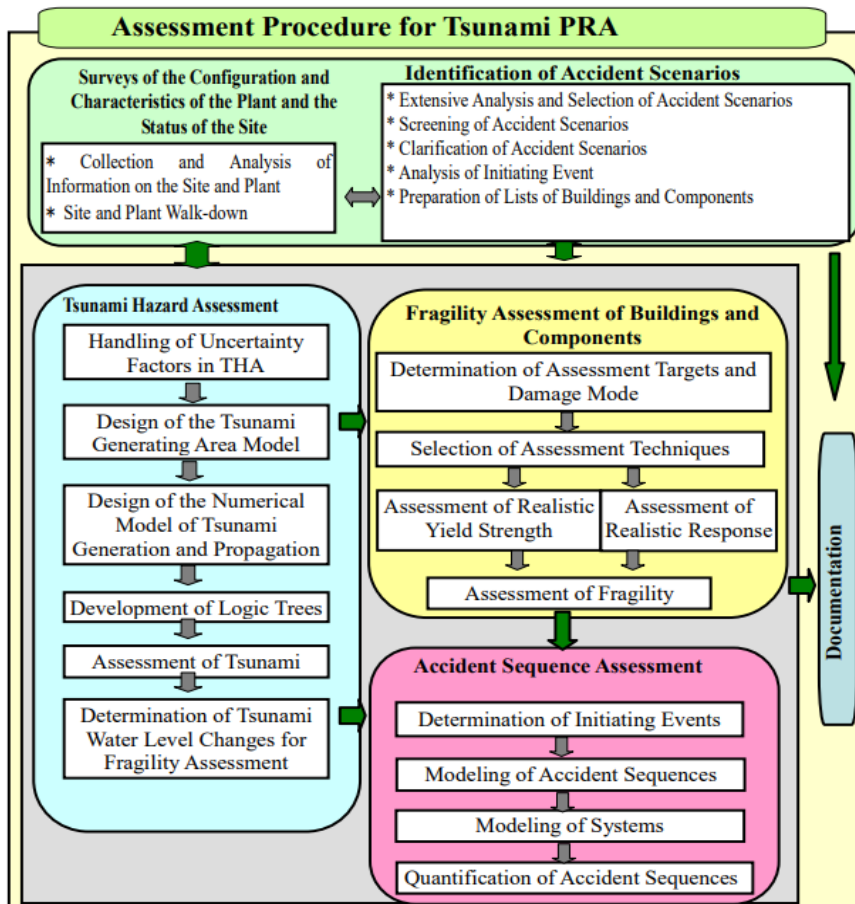 Assessment Procedure for Tsunami PRA
Surveys of the Configuration and
Characteristics of the Plant and the
Status of the Site
* Collection and Analysis of
Information on the Site and Plant
* Site and Plant Walk-down
Identification of Accident Scenarios
* Extensive Analysis and Selection of Accident Scenarios
* Screening of Accident Scenarios
* Clarification of Accident Scenarios
* Analysis of Initiating Event
* Preparation of Lists of Buildings and Components
Tsunami Hazard Assessment
Handling of Uncertainty
Factors in THA
Design of the Tsunami
Generating Area Model
Design of the Numerical
Model of Tsunami
Generation and Propagation
Development of Logic Trees
Assessment of Tsunami
Determination of Tsunami
Water Level Changes for
Fragility Assessment
Fragility Assessment of Buildings and
Components
Determination of Assessment Targets and
Damage Mode
Selection of Assessment Techniques
Assessment of Realistic
Yield Strength
Assessment of
Realistic Response
Assessment of Fragility
Accident Sequence Assessment
Determination of Initiating Events
Modeling of Accident Sequences
Modeling of Systems
Quantification of Accident Sequences
Documentation